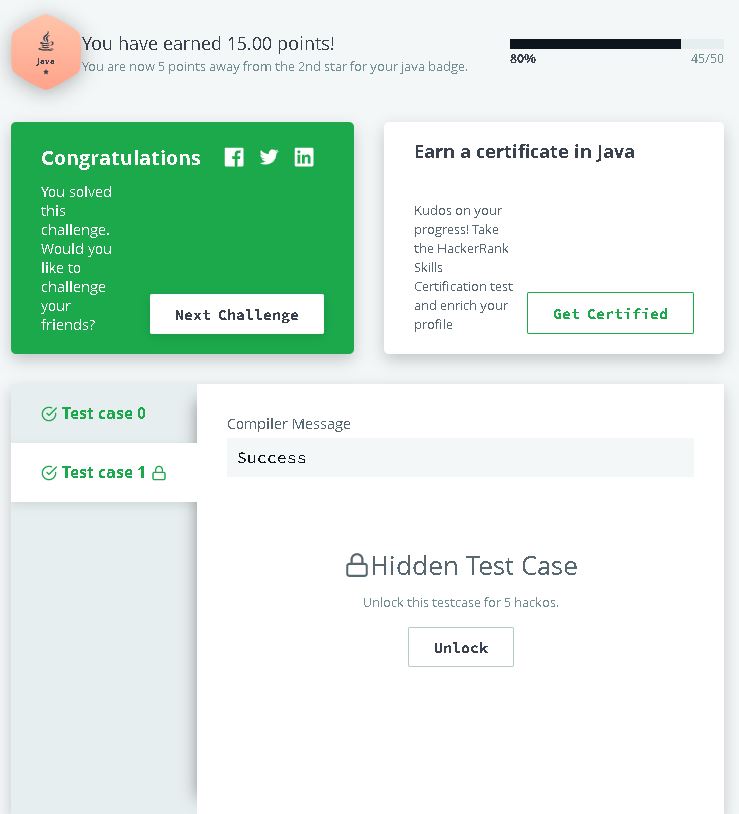 Java
You have earned 15.00 points!
You are now 5 points away from the 2nd star for your java badge.
80%
45/50
Congratulations
You solved
this
challenge.
Would you
like to
challenge
your
friends?
Next Challenge
Earn a certificate in Java
Kudos on your
progress! Take
the HackerRank
Skills
Certification test
and enrich your
profile
Get Certified
Test case 0
Test case 1
Compiler Message
Success
Hidden Test Case
Unlock this testcase for 5 hackos.
Unlock